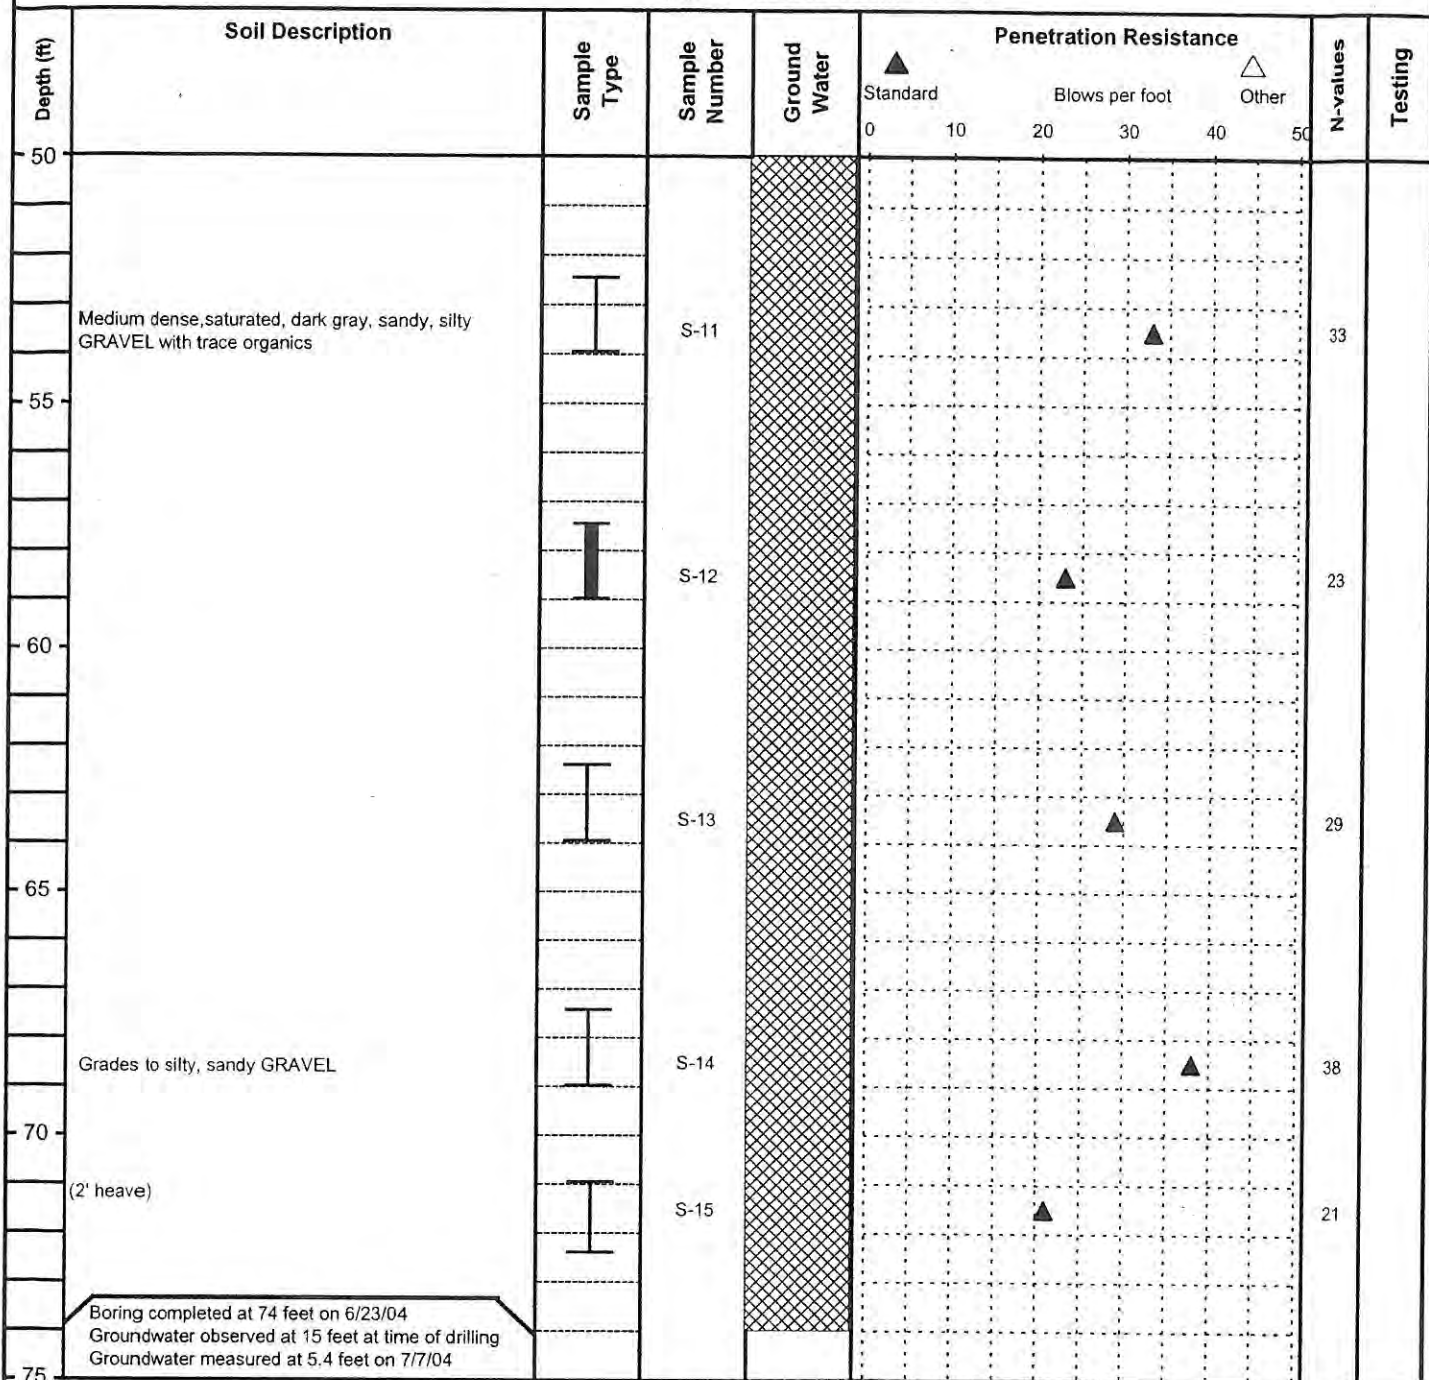 Depth (ft)
Soil Description
Sample Type
Sample Number
Ground Water
Penetration Resistance
Standard
Blows per foot
Other
0 10 20 30 40 50
N-values
Testing
50
Medium dense,saturated, dark gray, sandy, silty
GRAVEL with trace organics
S-11
33
55
S-12
23
60
S-13
29
65
Grades to silty, sandy GRAVEL
S-14
38
70
(2' heave)
S-15
21
Boring completed at 74 feet on 6/23/04
Groundwater observed at 15 feet at time of drilling
Groundwater measured at 5.4 feet on 7/7/04
75